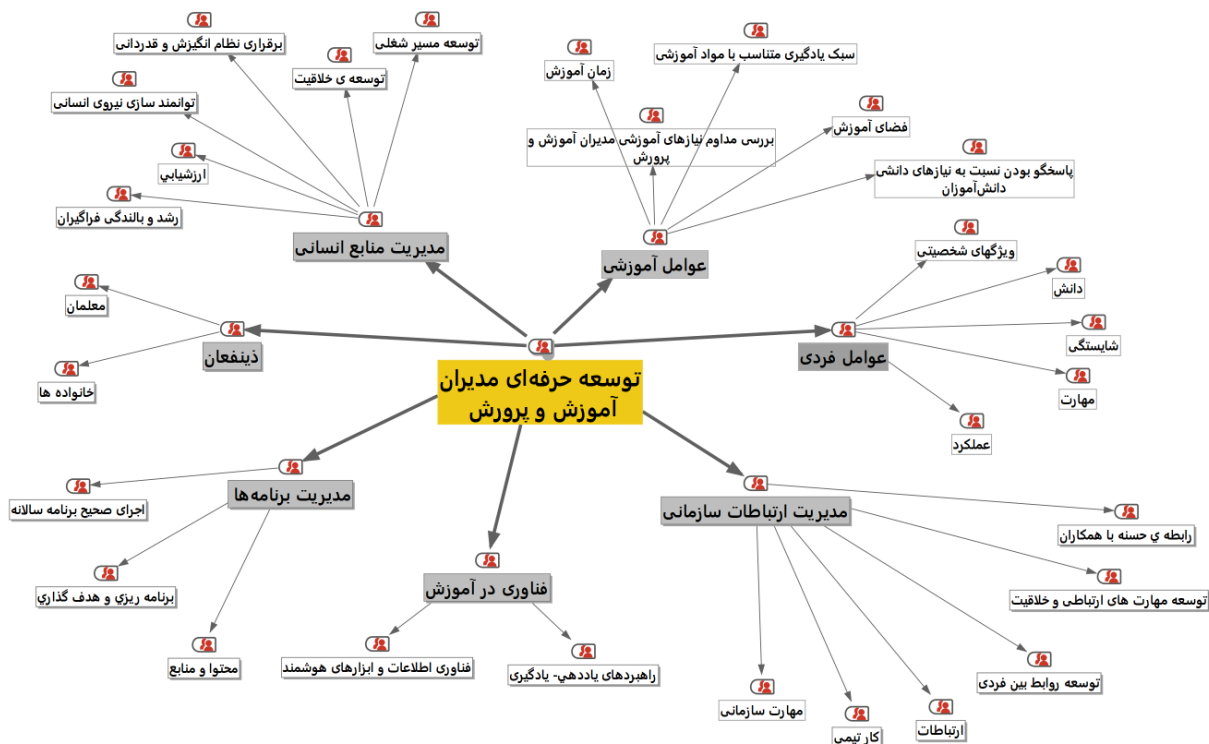 برقراری نظام انگیزش و قدردانی
توسعه مسیر شغلی
توسعه ی خلاقیت
توانمند سازی نیروی انسانی
ارزشیابي
رشد و بالندگی فراگیران
مدیریت منابع انسانی
سبک یادگیری متناسب با مواد آموزشی
زمان آموزش
فضای آموزش
بررسی مداوم نیازهای آموزشی مدیران آموزش و
پرورش
پاسخگو بودن نسبت به نیازهای دانشی
دانش‌آموزان
عوامل آموزشی
ویژگهای شخصیتی
دانش
شایستگی
مهارت
عملکرد
عوامل فردی
معلمان
خانواده ها
ذینفعان
توسعه حرفه‌ای مدیران
آموزش و پرورش
مدیریت برنامه‌ها
اجرای صحیح برنامه سالانه
برنامه ریزي و هدف گذاري
محتوا و منابع
فناوری در آموزش
فناوری اطلاعات و ابزارهای هوشمند
راهبردهای یاددهي- یادگیری
مدیریت ارتباطات سازمانی
رابطه ي حسنه با همکاران
توسعه مهارت های ارتباطی و خلاقیت
توسعه روابط بین فردی
ارتباطات
کار تیمی
مهارت سازمانی